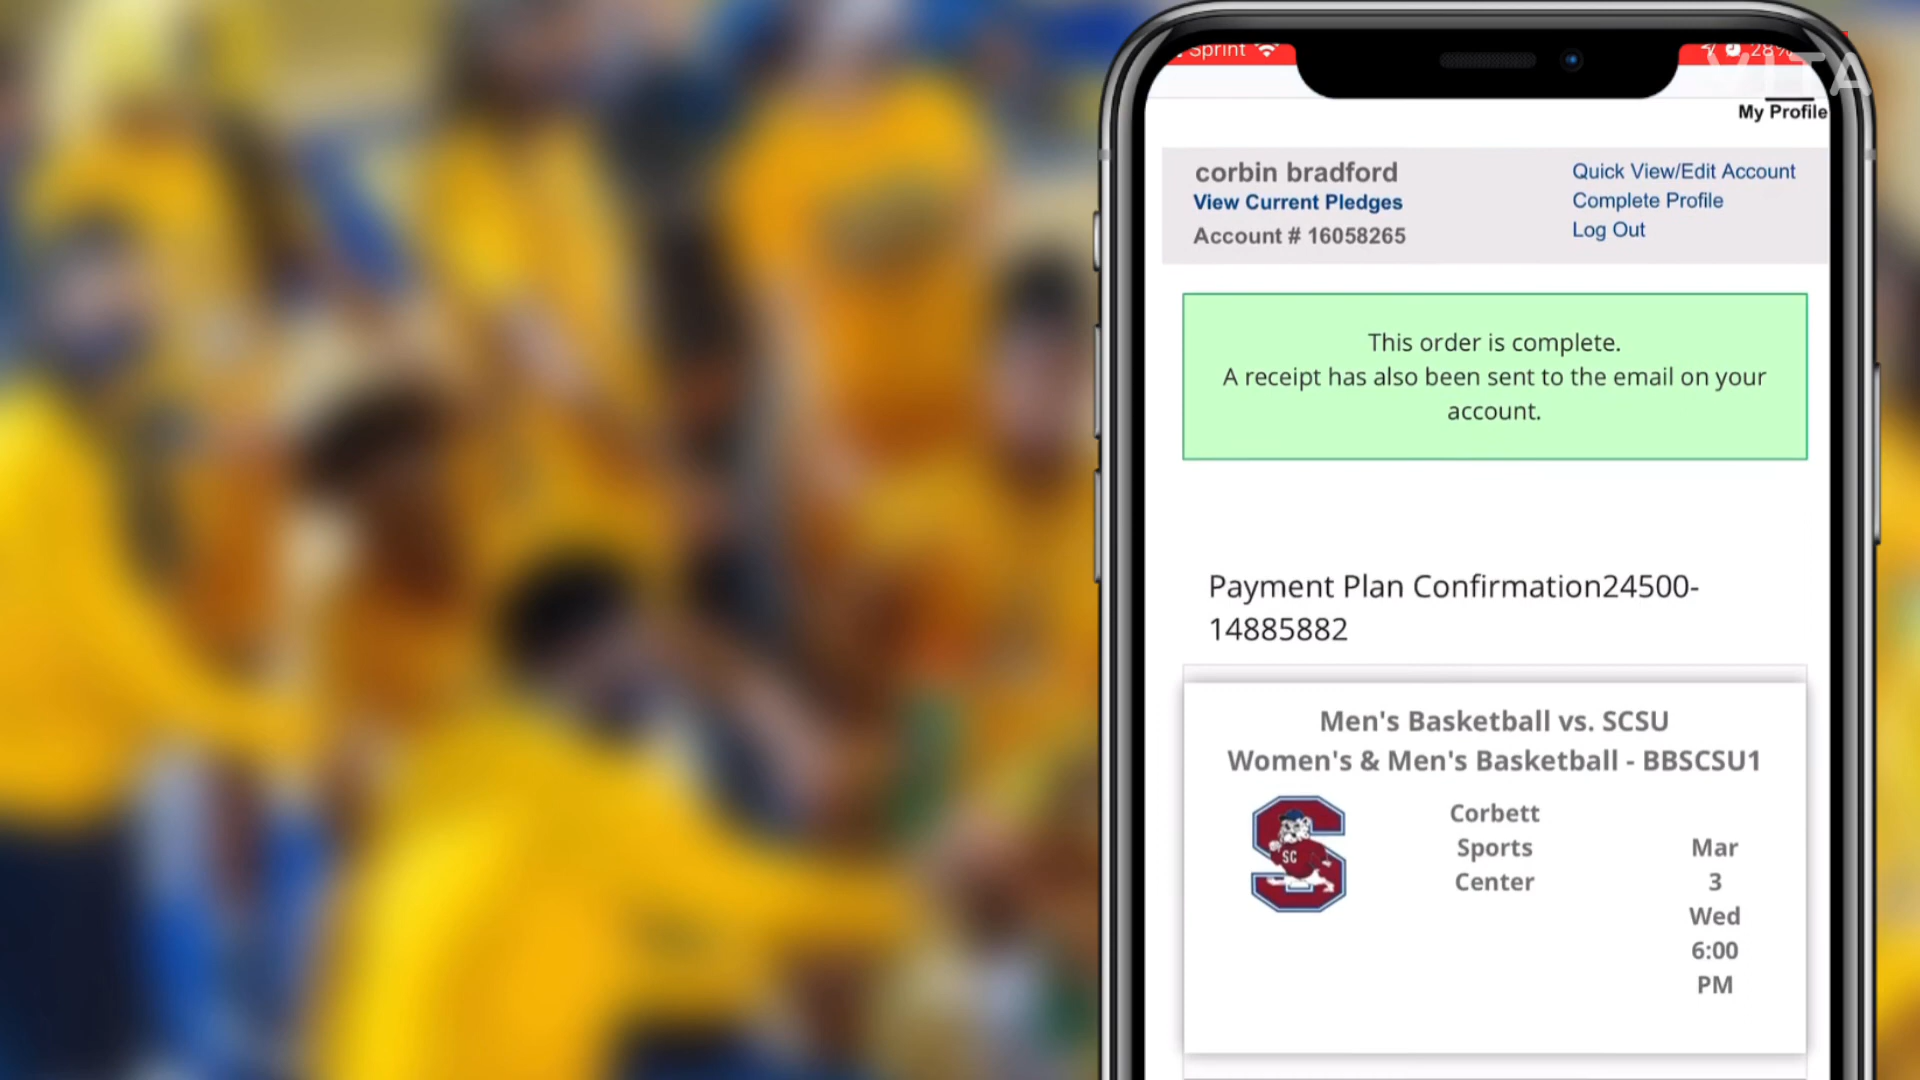 Sprint
28%
VITA
My Profile
corbin bradford
View Current Pledges
Account # 16058265
Quick View/Edit Account
Complete Profile
Log Out
This order is complete.
A receipt has also been sent to the email on your
account.
Payment Plan Confirmation24500-
14885882
Men's Basketball vs. SCSU
Women's & Men's Basketball - BBSCSU1
SC
Corbett
Sports
Center
Mar
3
Wed
6:00
PM